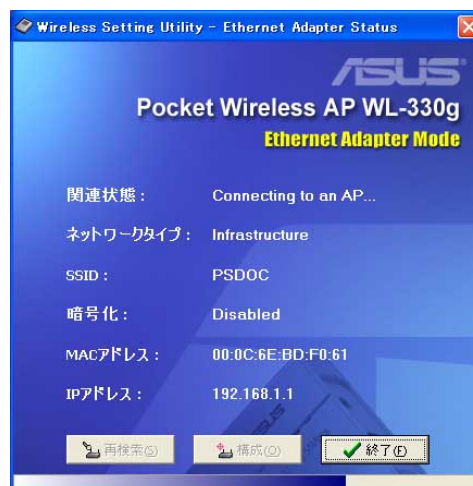 Wireless Setting Utility - Ethernet Adapter Status
ASUS
Pocket Wireless AP WL-330g
Ethernet Adapter Mode
関連状態： Connecting to an AP...
ネットワークタイプ： Infrastructure
SSID： PSDOC
暗号化： Disabled
MACアドレス： 00:0C:6E:BD:F0:61
IPアドレス： 192.168.1.1
再検索(S) 構成(O) 終了(F)
ASUS